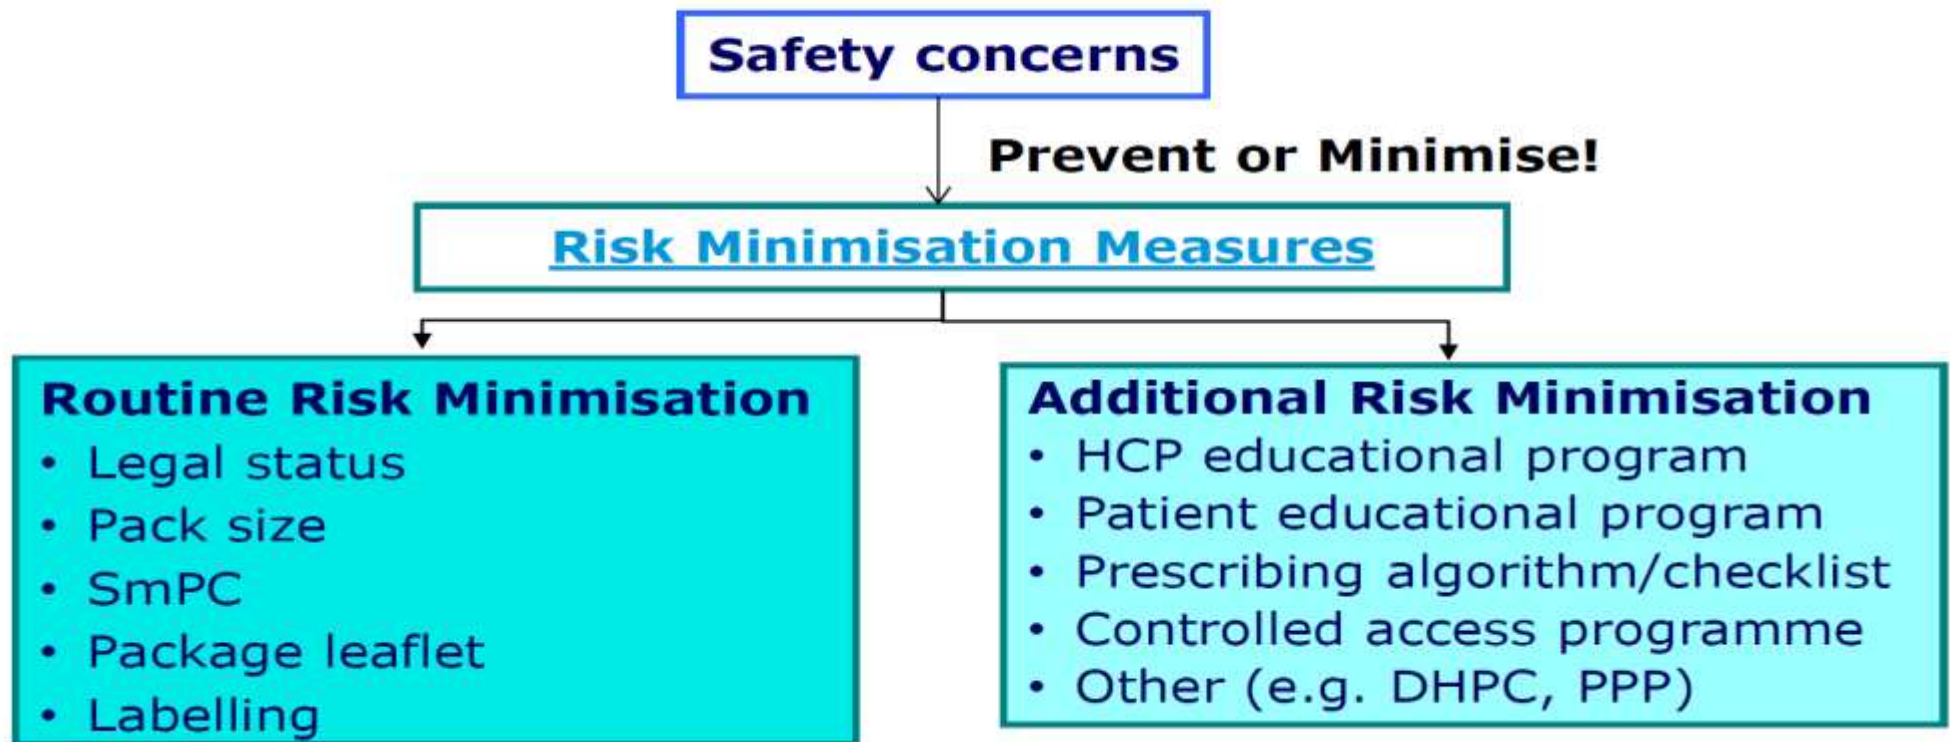 Safety concerns
Prevent or Minimise!
Risk Minimisation Measures
Routine Risk Minimisation
• Legal status
• Pack size
• SmPC
• Package leaflet
• Labelling
Additional Risk Minimisation
• HCP educational program
• Patient educational program
• Prescribing algorithm/checklist
• Controlled access programme
• Other (e.g. DHPC, PPP)